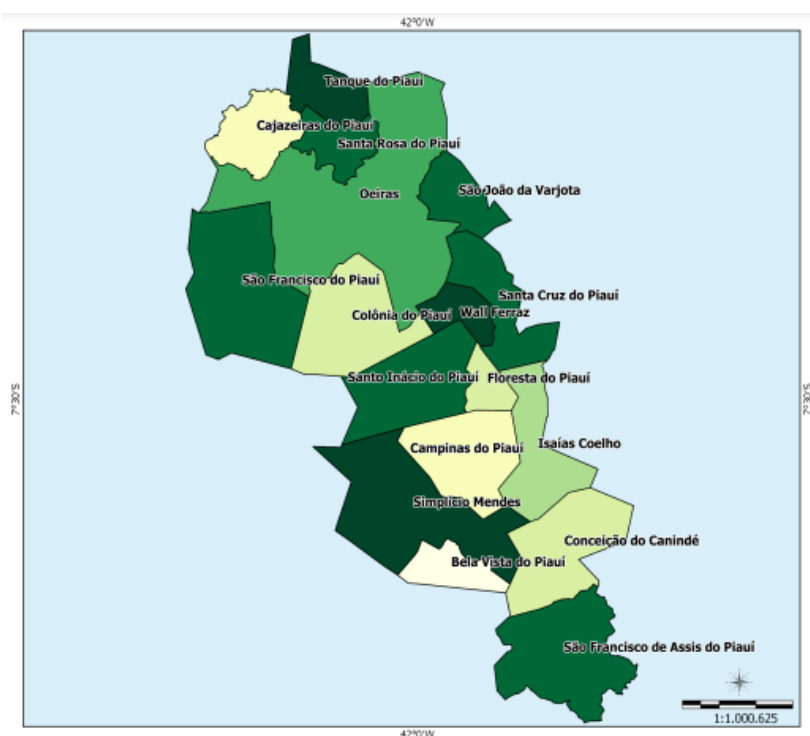 42°0'W
Tanque do Piauí
Cajazeiras do Piauí
Santa Rosa do Piauí
São João da Varjota
Oeiras
São Francisco do Piauí
Santa Cruz do Piauí
Colônia do Piauí
Wall Ferraz
7°30'S
7°30'S
Santo Inácio do Piauí
Floresta do Piauí
Isaías Coelho
Campinas do Piauí
Simplício Mendes
Conceição do Canindé
Bela Vista do Piauí
São Francisco de Assis do Piauí
1:1.000.625
42°0'W